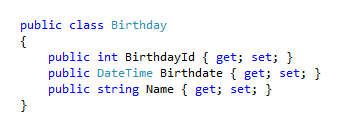 public class Birthday
{
    public int BirthdayId { get; set; }
    public DateTime Birthdate { get; set; }
    public string Name { get; set; }
}